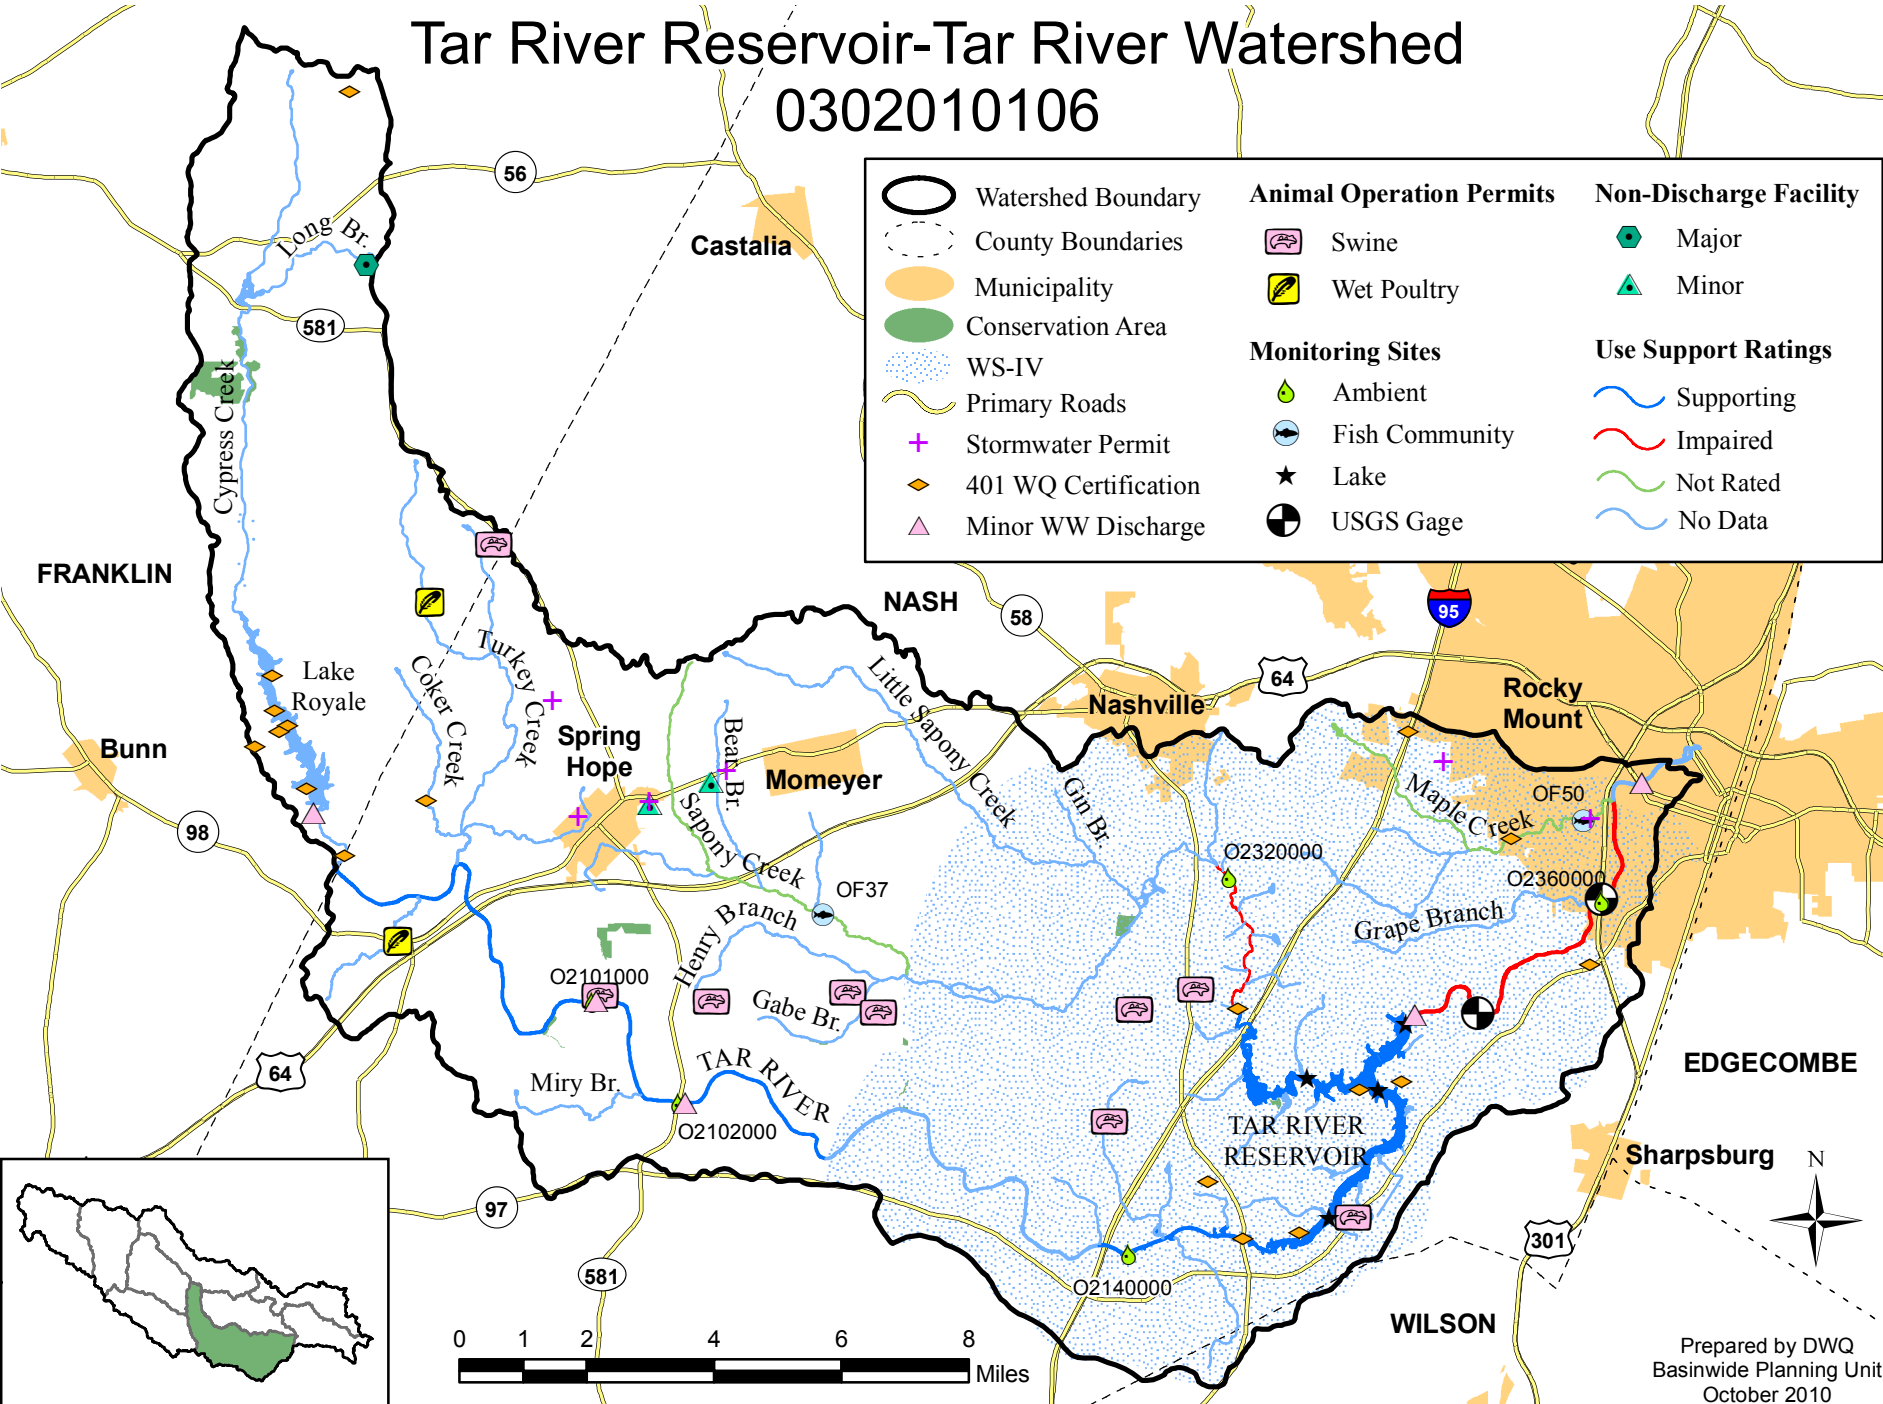 Tar River Reservoir-Tar River Watershed
0302010106
Watershed Boundary
County Boundaries
Municipality
Conservation Area
WS-IV
Primary Roads
Stormwater Permit
401 WQ Certification
Minor WW Discharge
Animal Operation Permits
Swine
Wet Poultry
Monitoring Sites
Ambient
Fish Community
Lake
USGS Gage
Non-Discharge Facility
Major
Minor
Use Support Ratings
Supporting
Impaired
Not Rated
No Data
56
Castalia
Long Br.
581
Cypress Creek
FRANKLIN
NASH
58
95
64
Lake
Royale
Coker Creek
Turkey Creek
Spring
Hope
Bear Br.
Momeyer
Little Sapony Creek
Nashville
Rocky
Mount
Bunn
98
Sapony Creek
Gin Br.
Maple Creek
OF50
O2320000
O2360000
OF37
Henry Branch
Grape Branch
O2101000
Gabe Br.
64
Miry Br.
TAR RIVER
O2102000
TAR RIVER
RESERVOIR
EDGECOMBE
Sharpsburg
N
97
301
581
O2140000
WILSON
0 1 2 4 6 8
Miles
Prepared by DWQ
Basinwide Planning Unit
October 2010